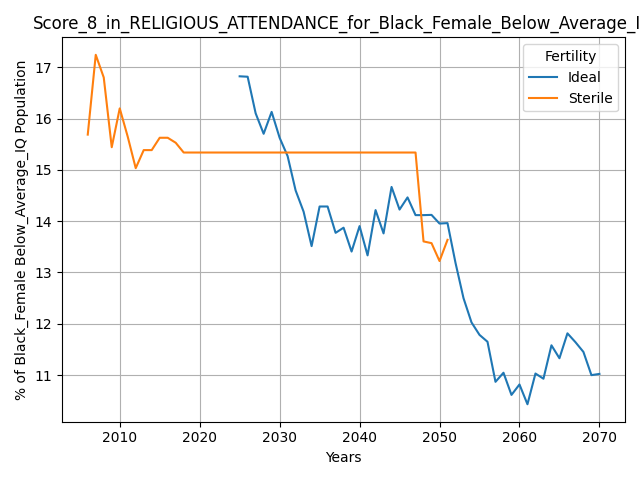 Score_8_in_RELIGIOUS_ATTENDANCE_for_Black_Female_Below_Average_I
Fertility
Ideal
Sterile
% of Black_Female Below_Average_IQ Population
17
16
15
14
13
12
11
2010 2020 2030 2040 2050 2060 2070
Years